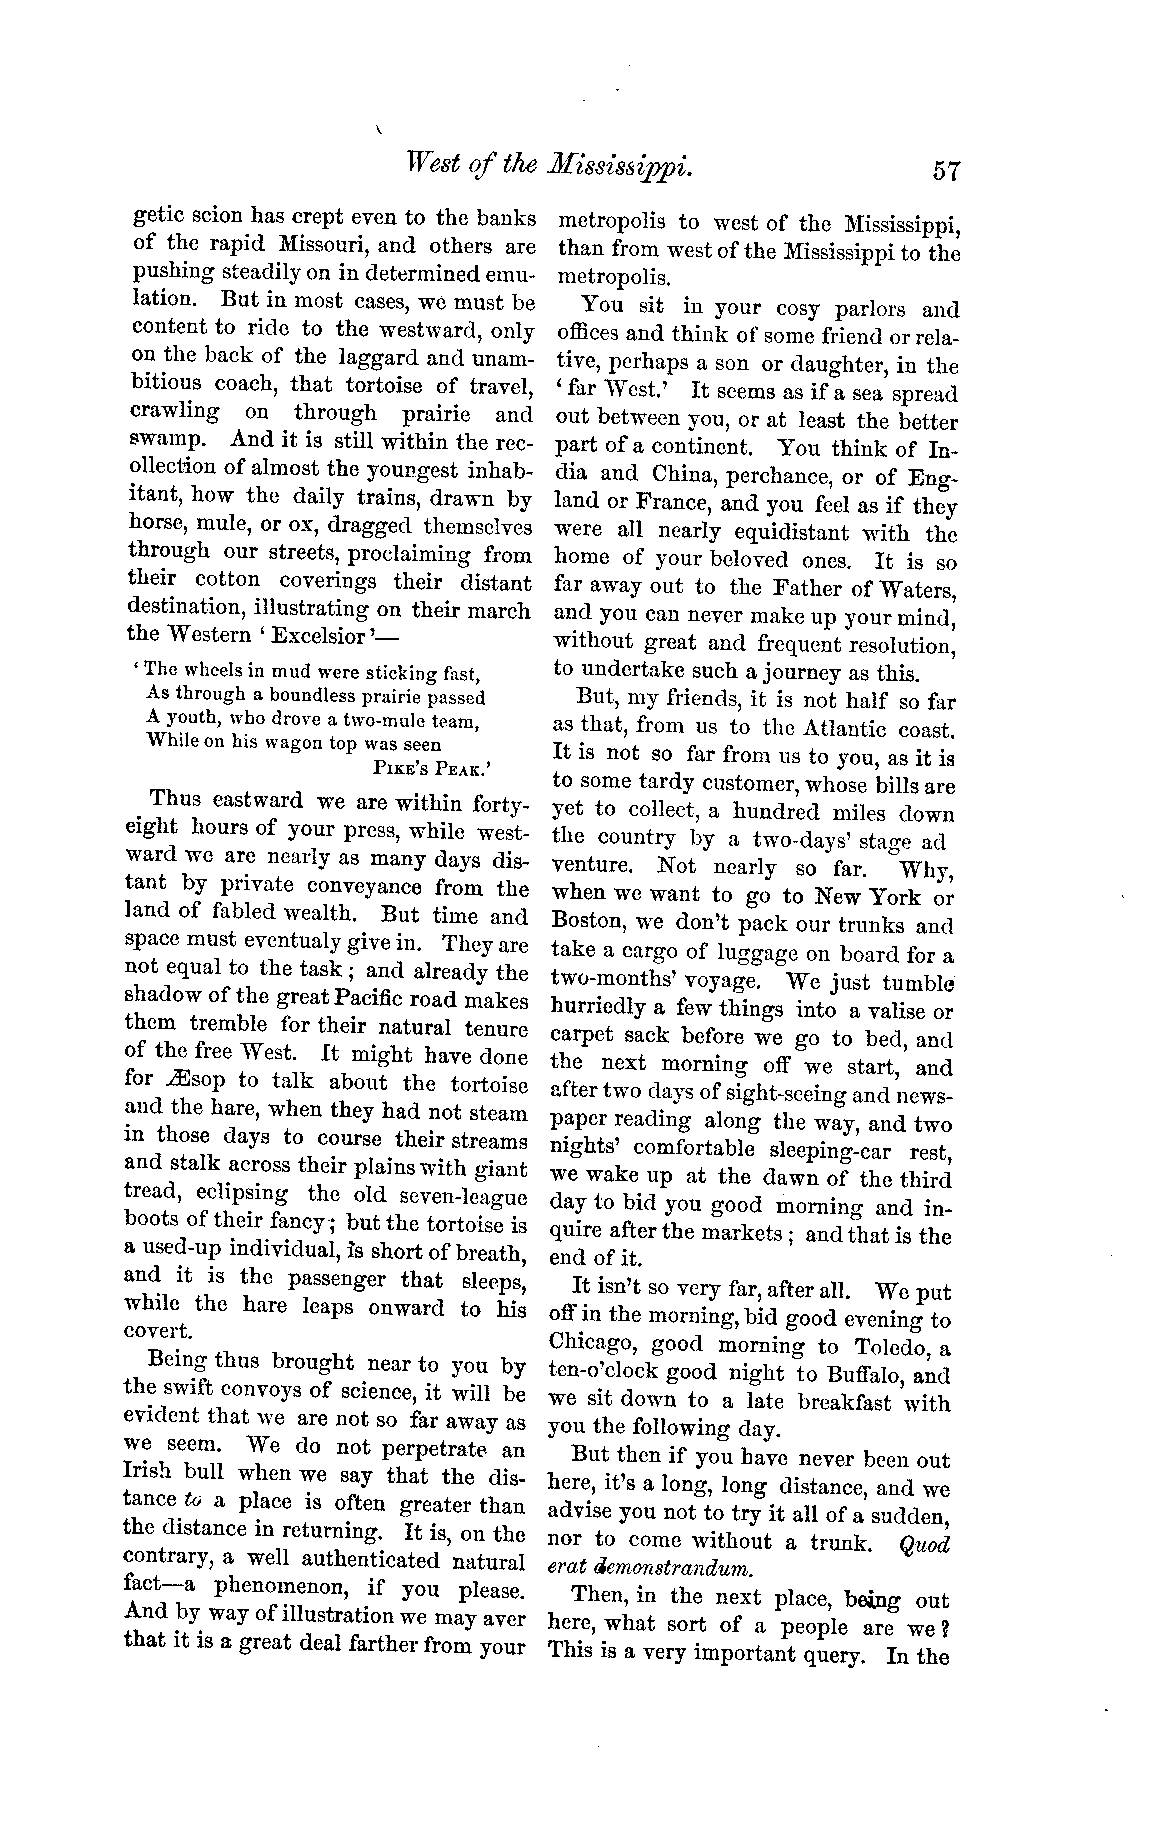 West of the Mississippi.
57
getic scion has crept even to the banks
of the rapid Missouri, and others are
pushing steadily on in determined emu-
lation. But in most cases, we must be
content to ride to the westward, only
on the back of the laggard and unam-
bitious coach, that tortoise of travel,
crawling on through prairie and
swamp. And it is still within the rec-
ollection of almost the youngest inhab-
itant, how the daily trains, drawn by
horse, mule, or ox, dragged themselves
through our streets, proclaiming from
their cotton coverings their distant
destination, illustrating on their march
the Western ‘ Excelsior ’—
‘ The wheels in mud were sticking fast,
As through a boundless prairie passed
A youth, who drove a two-mule team,
While on his wagon top was seen
PIKE'S PEAK.’
Thus eastward we are within forty-
eight hours of your press, while west-
ward we are nearly as many days dis-
tant by private conveyance from the
land of fabled wealth. But time and
space must eventualy give in. They are
not equal to the task ; and already the
shadow of the great Pacific road makes
them tremble for their natural tenure
of the free West. It might have done
for Æsop to talk about the tortoise
and the hare, when they had not steam
in those days to course their streams
and stalk across their plains with giant
tread, eclipsing the old seven-league
boots of their fancy ; but the tortoise is
a used-up individual, is short of breath,
and it is the passenger that sleeps,
while the hare leaps onward to his
covert.
Being thus brought near to you by
the swift convoys of science, it will be
evident that we are not so far away as
we seem. We do not perpetrate an
Irish bull when we say that the dis-
tance to a place is often greater than
the distance in returning. It is, on the
contrary, a well authenticated natural
fact—a phenomenon, if you please.
And by way of illustration we may aver
that it is a great deal farther from your
metropolis to west of the Mississippi,
than from west of the Mississippi to the
metropolis.
You sit in your cosy parlors and
offices and think of some friend or rela-
tive, perhaps a son or daughter, in the
‘ far West.’ It seems as if a sea spread
out between you, or at least the better
part of a continent. You think of In-
dia and China, perchance, or of Eng-
land or France, and you feel as if they
were all nearly equidistant with the
home of your beloved ones. It is so
far away out to the Father of Waters,
and you can never make up your mind,
without great and frequent resolution,
to undertake such a journey as this.
But, my friends, it is not half so far
as that, from us to the Atlantic coast.
It is not so far from us to you, as it is
to some tardy customer, whose bills are
yet to collect, a hundred miles down
the country by a two-days' stage ad
venture. Not nearly so far. Why,
when we want to go to New York or
Boston, we don't pack our trunks and
take a cargo of luggage on board for a
two-months' voyage. We just tumble
hurriedly a few things into a valise or
carpet sack before we go to bed, and
the next morning off we start, and
after two days of sight-seeing and news-
paper reading along the way, and two
nights' comfortable sleeping-car rest,
we wake up at the dawn of the third
day to bid you good morning and in-
quire after the markets ; and that is the
end of it.
It isn't so very far, after all. We put
off in the morning, bid good evening to
Chicago, good morning to Toledo, a
ten-o'clock good night to Buffalo, and
we sit down to a late breakfast with
you the following day.
But then if you have never been out
here, it's a long, long distance, and we
advise you not to try it all of a sudden,
nor to come without a trunk. Quod
erat demonstrandum.
Then, in the next place, being out
here, what sort of a people are we ?
This is a very important query. In the